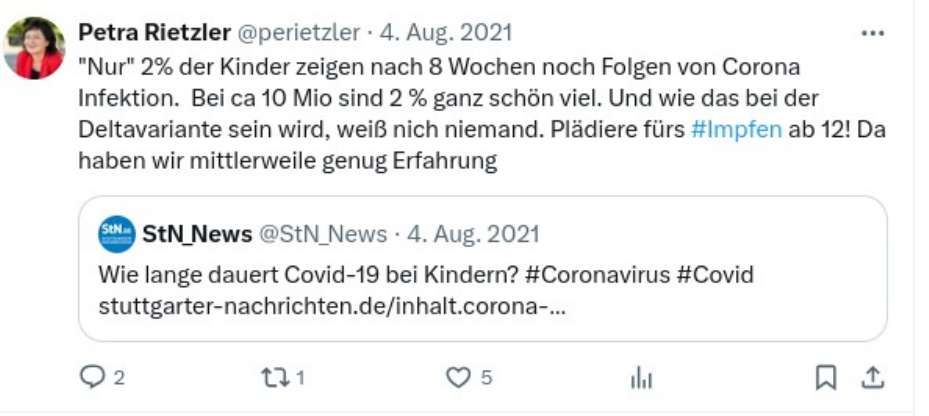 Petra Rietzler @perietzler · 4. Aug. 2021
"Nur" 2% der Kinder zeigen nach 8 Wochen noch Folgen von Corona
Infektion.  Bei ca 10 Mio sind 2 % ganz schön viel. Und wie das bei der
Deltavariante sein wird, weiß nich niemand. Plädiere fürs #Impfen ab 12! Da
haben wir mittlerweile genug Erfahrung
StN.DE
StN_News @StN_News · 4. Aug. 2021
Wie lange dauert Covid-19 bei Kindern? #Coronavirus #Covid
stuttgarter-nachrichten.de/inhalt.corona-…
2 1 5